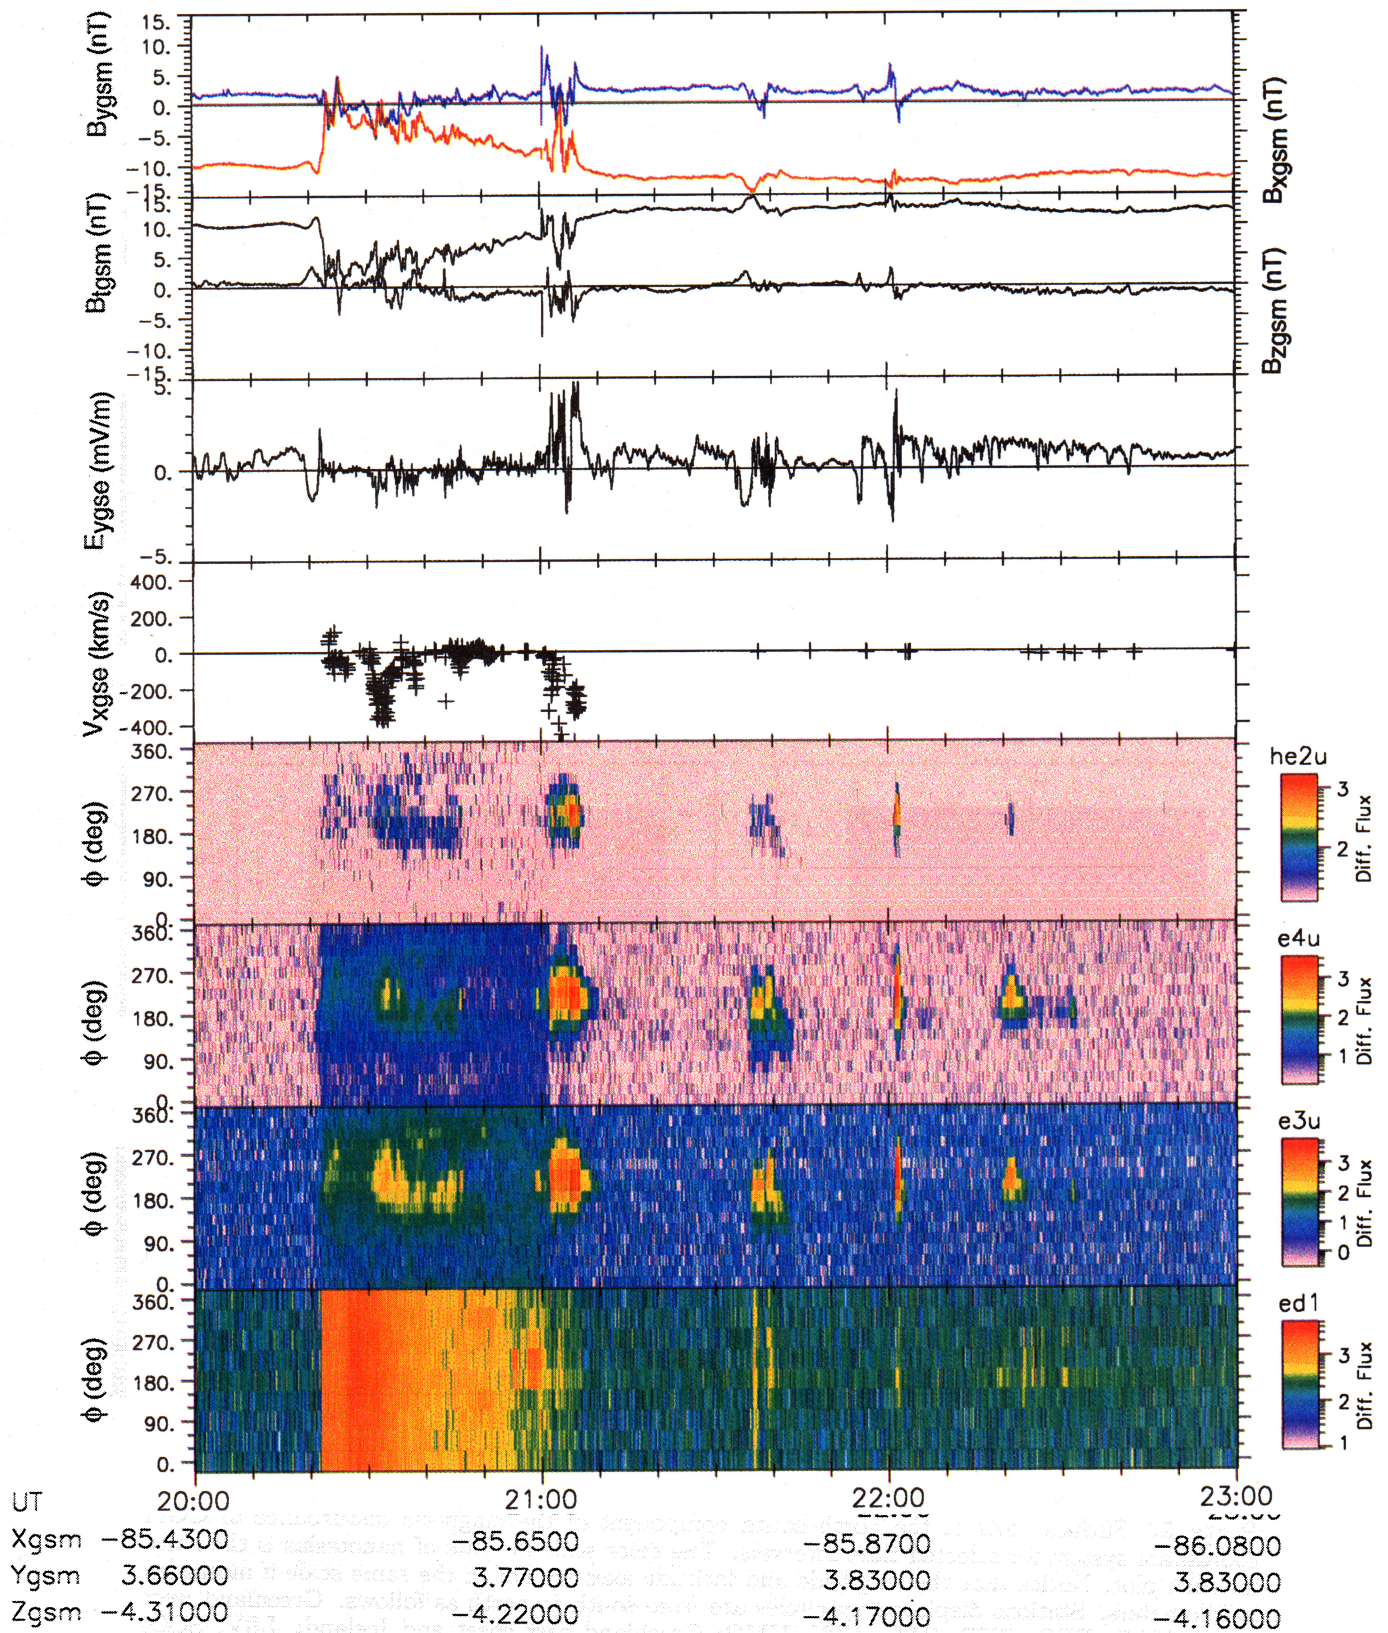 15.
10.
5.
0.
-5.
-10.
-15.
Bygsm (nT)
Bxgsm (nT)
15.
10.
5.
0.
-5.
-10.
-15.
Btgsm (nT)
Bzgsm (nT)
5.
0.
-5.
Eygse (mV/m)
400.
200.
0.
-200.
-400.
Vxgse (km/s)
360.
270.
180.
90.
0.
ϕ (deg)
he2u
3
2
Diff. Flux
360.
270.
180.
90.
0.
ϕ (deg)
e4u
3
2
1
Diff. Flux
360.
270.
180.
90.
0.
ϕ (deg)
e3u
3
2
1
0
Diff. Flux
360.
270.
180.
90.
0.
ϕ (deg)
ed1
3
2
1
Diff. Flux
UT 20:00 21:00 22:00 23:00
Xgsm -85.4300 -85.6500 -85.8700 -86.0800
Ygsm 3.66000 3.77000 3.83000 3.83000
Zgsm -4.31000 -4.22000 -4.17000 -4.16000